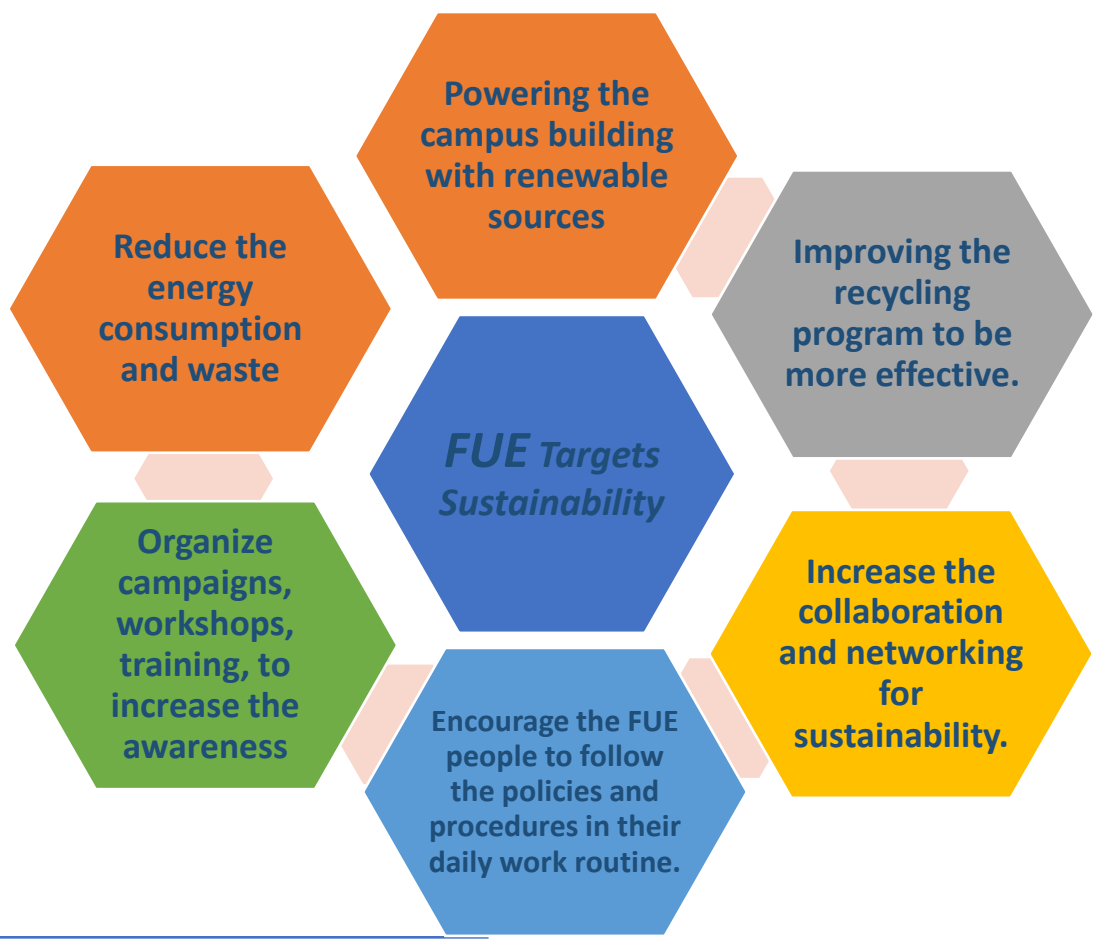 Powering the
campus building
with renewable
sources
Improving the
recycling
program to be
more effective.
Increase the
collaboration
and networking
for
sustainability.
Encourage the FUE
people to follow
the policies and
procedures in their
daily work routine.
Organize
campaigns,
workshops,
training, to
increase the
awareness
Reduce the
energy
consumption
and waste
FUE Targets
Sustainability